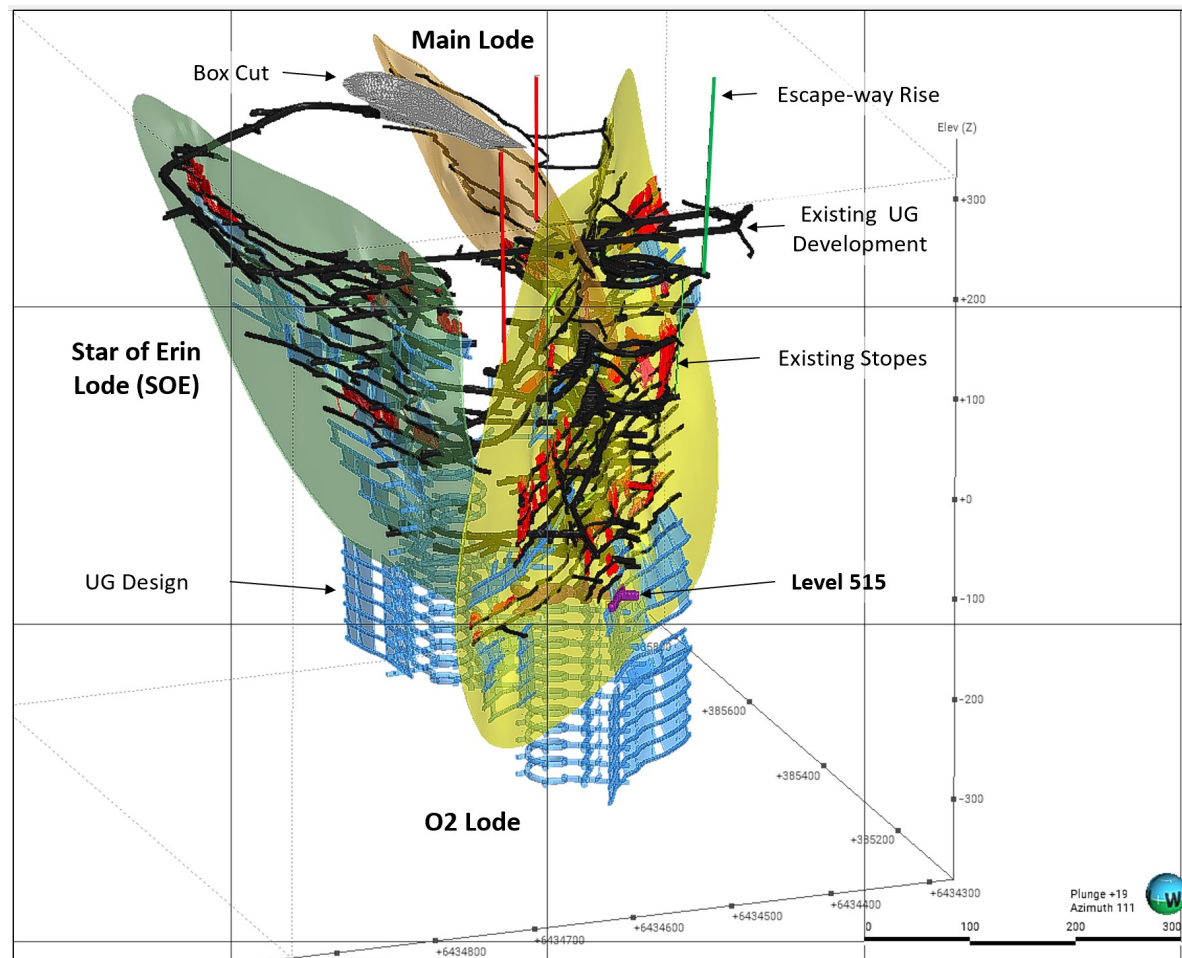 Main Lode
Box Cut
Escape-way Rise
Elev (Z)
+300
Existing UG
Development
+200
Star of Erin
Lode (SOE)
Existing Stopes
+100
+0
UG Design
Level 515
-100
-200
+385600
+385400
-300
O2 Lode
+385200
+6434300
+6434400
+6434500
+6434600
+6434700
+6434800
Plunge +19
Azimuth 111
W
0
100
200
300